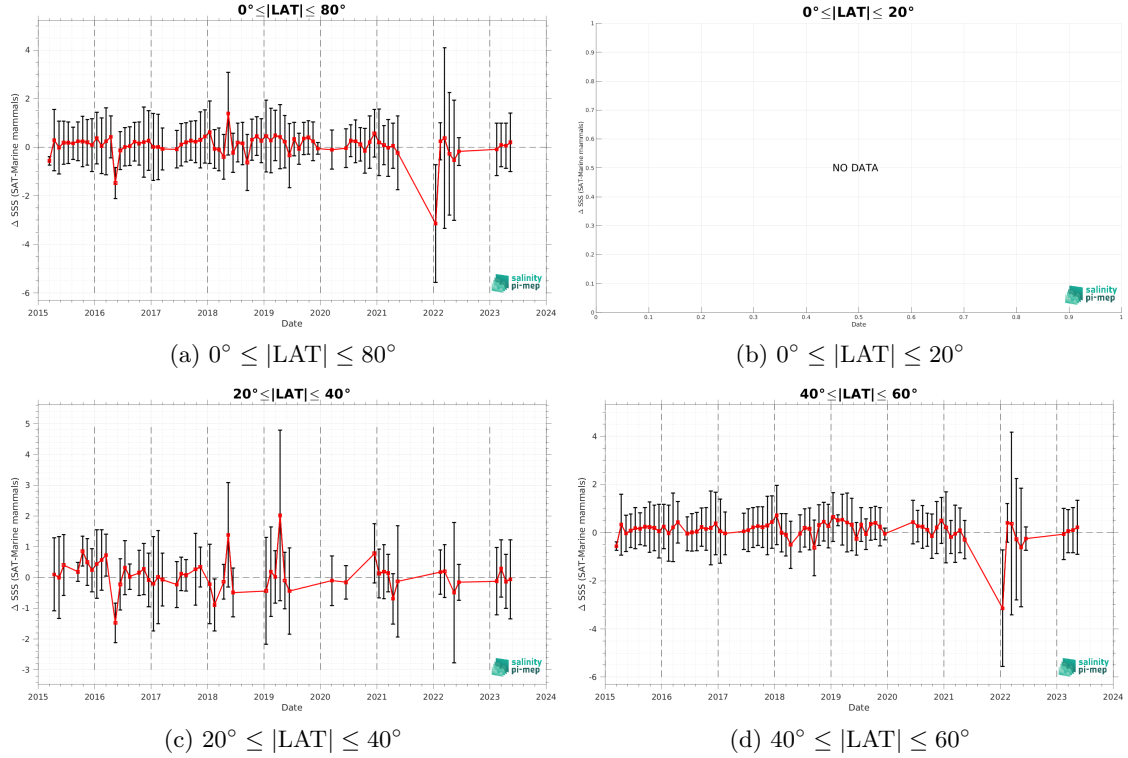 0°≤|LAT|≤ 80°
Δ SSS (SAT-Marine mammals)
4
2
0
-2
-4
-6
2015 2016 2017 2018 2019 2020 2021 2022 2023 2024
Date
salinity
pi-mep
(a) 0° ≤ |LAT| ≤ 80°
0°≤|LAT|≤ 20°
Δ SSS (SAT-Marine mammals)
1
0.9
0.8
0.7
0.6
0.5
0.4
0.3
0.2
0.1
0
NO DATA
0 0.1 0.2 0.3 0.4 0.5 0.6 0.7 0.8 0.9 1
Date
salinity
pi-mep
(b) 0° ≤ |LAT| ≤ 20°
20°≤|LAT|≤ 40°
Δ SSS (SAT-Marine mammals)
5
4
3
2
1
0
-1
-2
-3
2015 2016 2017 2018 2019 2020 2021 2022 2023 2024
Date
salinity
pi-mep
(c) 20° ≤ |LAT| ≤ 40°
40°≤|LAT|≤ 60°
Δ SSS (SAT-Marine mammals)
4
2
0
-2
-4
-6
2015 2016 2017 2018 2019 2020 2021 2022 2023 2024
Date
salinity
pi-mep
(d) 40° ≤ |LAT| ≤ 60°